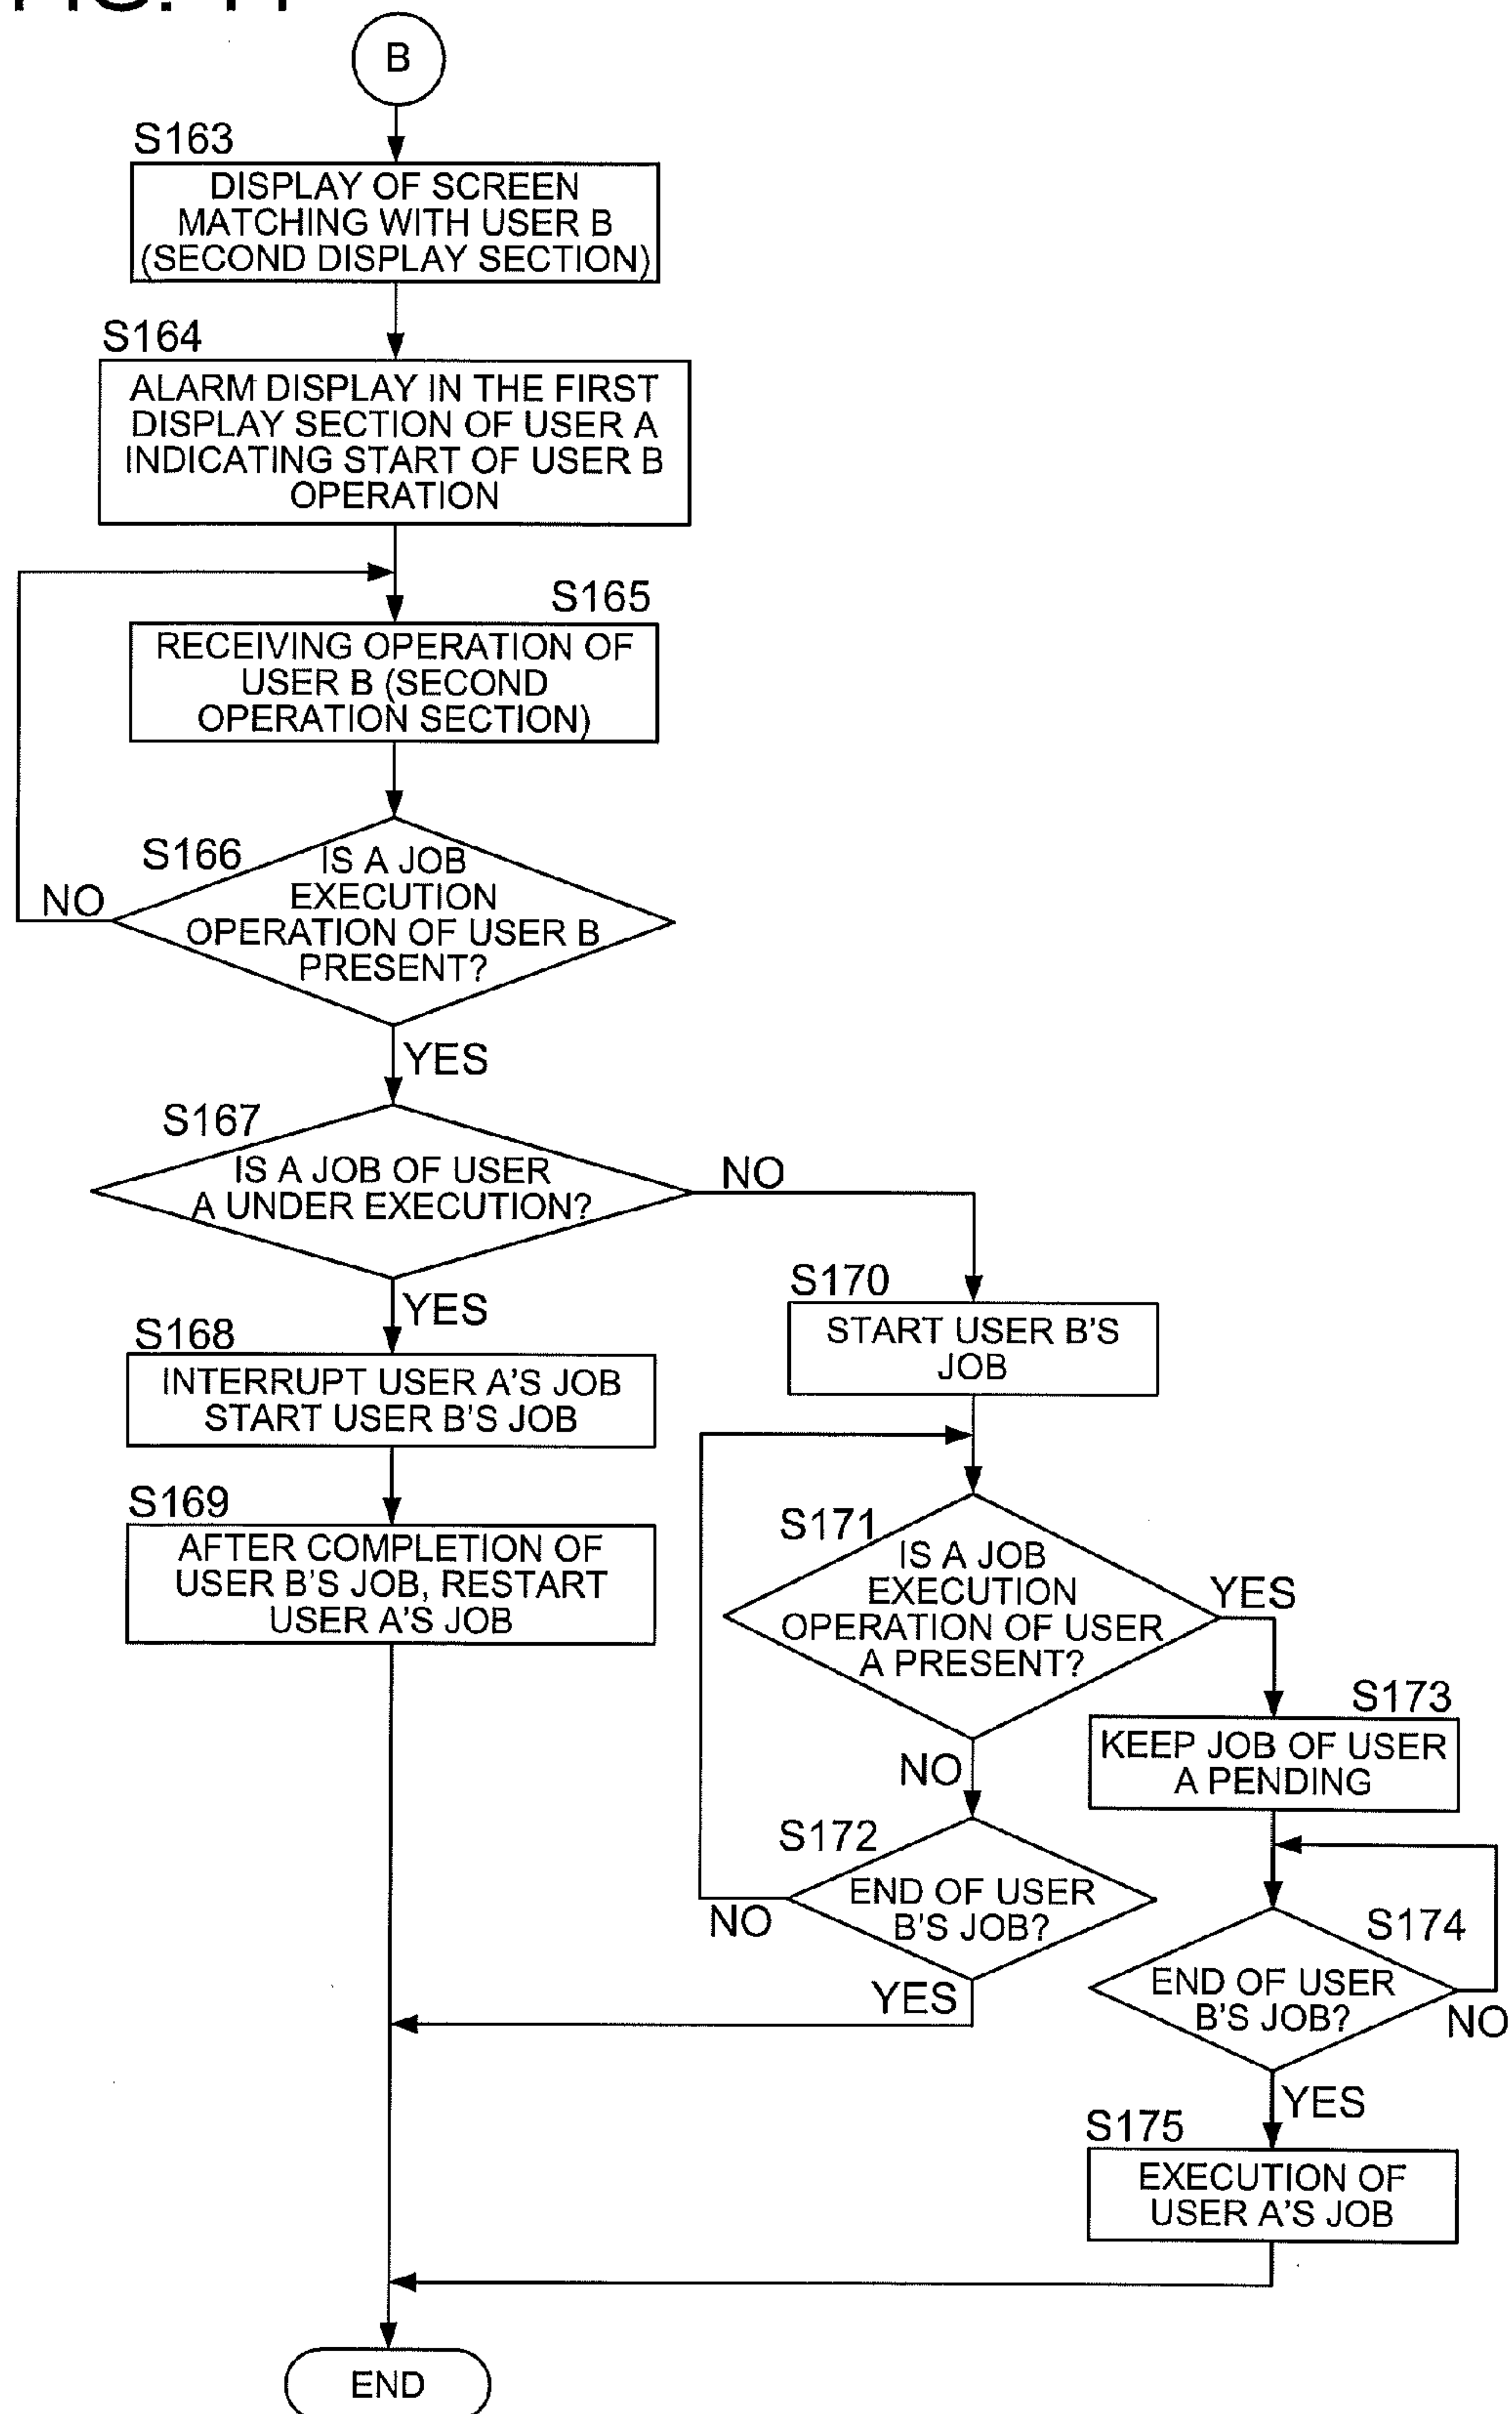 B
S163
DISPLAY OF SCREEN
MATCHING WITH USER B
(SECOND DISPLAY SECTION)
S164
ALARM DISPLAY IN THE FIRST
DISPLAY SECTION OF USER A
INDICATING START OF USER B
OPERATION
S165
RECEIVING OPERATION OF
USER B (SECOND
OPERATION SECTION)
S166
IS A JOB
EXECUTION
OPERATION OF USER B
PRESENT?
NO
YES
S167
IS A JOB OF USER
A UNDER EXECUTION?
NO
YES
S168
INTERRUPT USER A'S JOB
START USER B'S JOB
S169
AFTER COMPLETION OF
USER B'S JOB, RESTART
USER A'S JOB
S170
START USER B'S
JOB
S171
IS A JOB
EXECUTION
OPERATION OF USER
A PRESENT?
YES
NO
S172
END OF USER
B'S JOB?
NO
YES
S173
KEEP JOB OF USER
A PENDING
S174
END OF USER
B'S JOB?
NO
YES
S175
EXECUTION OF
USER A'S JOB
END